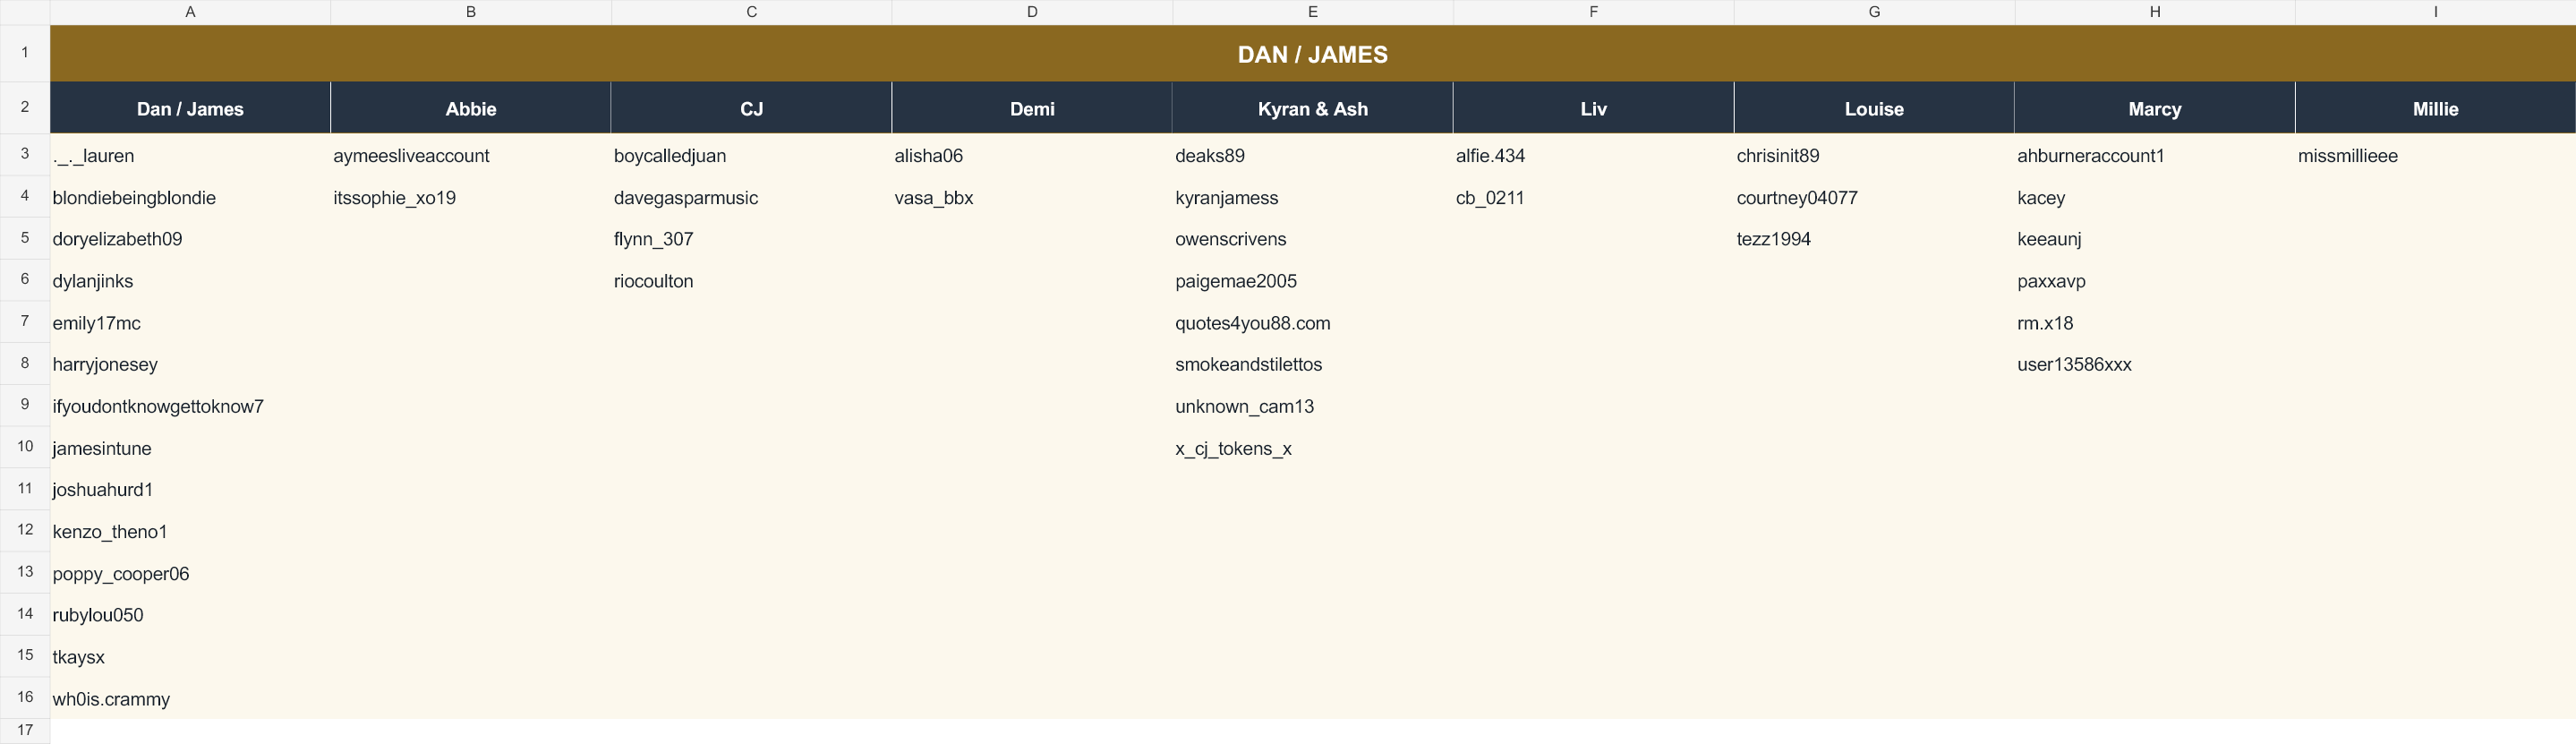 A B C D E F G H I
1 DAN / JAMES
2 Dan / James Abbie CJ Demi Kyran & Ash Liv Louise Marcy Millie
3 ._._lauren aymeesliveaccount boycalledjuan alisha06 deaks89 alfie.434 chrisinit89 ahburneraccount1 missmillieee
4 blondiebeingblondie itssophie_xo19 davegasparmusic vasa_bbx kyranjamess cb_0211 courtney04077 kacey
5 doryelizabeth09 flynn_307 owenscrivens tezz1994 keeaunj
6 dylanjinks riocoulton paigemae2005 paxxavp
7 emily17mc quotes4you88.com rm.x18
8 harryjonesey smokeandstilettos user13586xxx
9 ifyoudontknowgettoknow7 unknown_cam13
10 jamesintune x_cj_tokens_x
11 joshuahurd1
12 kenzo_theno1
13 poppy_cooper06
14 rubylou050
15 tkaysx
16 wh0is.crammy
17